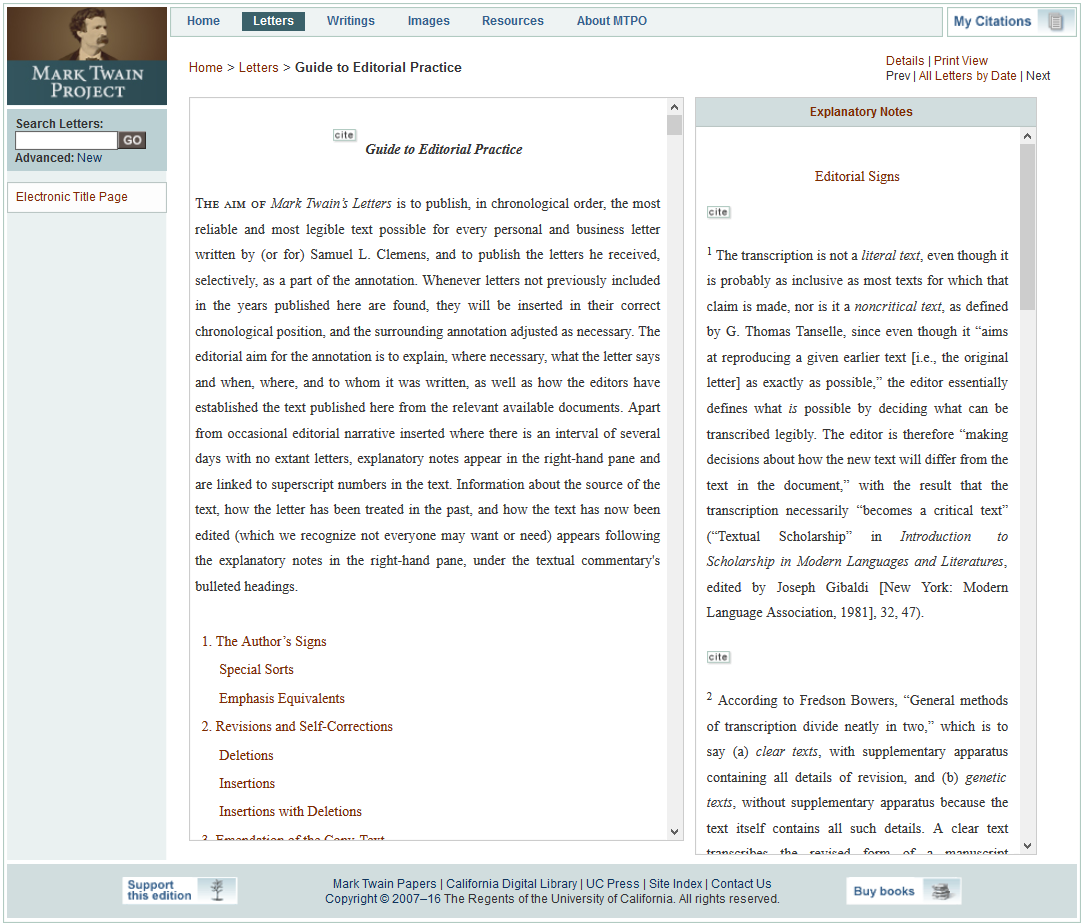 Home Letters Writings Images Resources About MTPO
My Citations
MARK TWAIN
PROJECT
Search Letters:
GO
Advanced: New
Electronic Title Page
Home > Letters > Guide to Editorial Practice
Details | Print View
Prev | All Letters by Date | Next
cite
Guide to Editorial Practice
THE AIM OF Mark Twain's Letters is to publish, in chronological order, the most
reliable and most legible text possible for every personal and business letter
written by (or for) Samuel L. Clemens, and to publish the letters he received,
selectively, as a part of the annotation. Whenever letters not previously included
in the years published here are found, they will be inserted in their correct
chronological position, and the surrounding annotation adjusted as necessary. The
editorial aim for the annotation is to explain, where necessary, what the letter says
and when, where, and to whom it was written, as well as how the editors have
established the text published here from the relevant available documents. Apart
from occasional editorial narrative inserted where there is an interval of several
days with no extant letters, explanatory notes appear in the right-hand pane and
are linked to superscript numbers in the text. Information about the source of the
text, how the letter has been treated in the past, and how the text has now been
edited (which we recognize not everyone may want or need) appears following
the explanatory notes in the right-hand pane, under the textual commentary's
bulleted headings.
1. The Author’s Signs
Special Sorts
Emphasis Equivalents
2. Revisions and Self-Corrections
Deletions
Insertions
Insertions with Deletions
3. Emendation of the Copy-Text
Explanatory Notes
Editorial Signs
cite
1 The transcription is not a literal text, even though it
is probably as inclusive as most texts for which that
claim is made, nor is it a noncritical text, as defined
by G. Thomas Tanselle, since even though it “aims
at reproducing a given earlier text [i.e., the original
letter] as exactly as possible,” the editor essentially
defines what is possible by deciding what can be
transcribed legibly. The editor is therefore “making
decisions about how the new text will differ from the
text in the document,” with the result that the
transcription necessarily “becomes a critical text”
(“Textual Scholarship” in Introduction to
Scholarship in Modern Languages and Literatures,
edited by Joseph Gibaldi [New York: Modern
Language Association, 1981], 32, 47).
cite
2 According to Fredson Bowers, “General methods
of transcription divide neatly in two,” which is to
say (a) clear texts, with supplementary apparatus
containing all details of revision, and (b) genetic
texts, without supplementary apparatus because the
text itself contains all such details. A clear text
transcribes the revised form of a manuscript
Support
this edition
Mark Twain Papers | California Digital Library | UC Press | Site Index | Contact Us
Copyright © 2007–16 The Regents of the University of California. All rights reserved.
Buy books